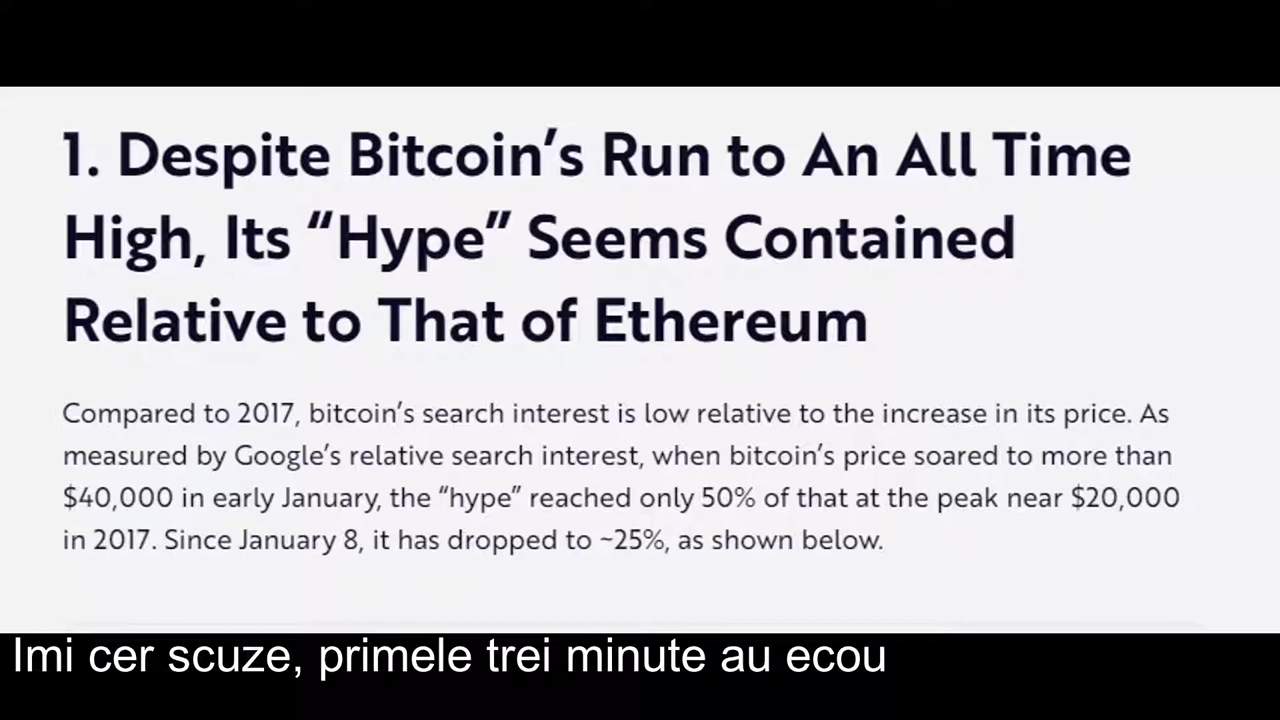 1. Despite Bitcoin’s Run to An All Time
High, Its “Hype” Seems Contained
Relative to That of Ethereum
Compared to 2017, bitcoin’s search interest is low relative to the increase in its price. As
measured by Google’s relative search interest, when bitcoin’s price soared to more than
$40,000 in early January, the “hype” reached only 50% of that at the peak near $20,000
in 2017. Since January 8, it has dropped to ~25%, as shown below.
Imi cer scuze, primele trei minute au ecou